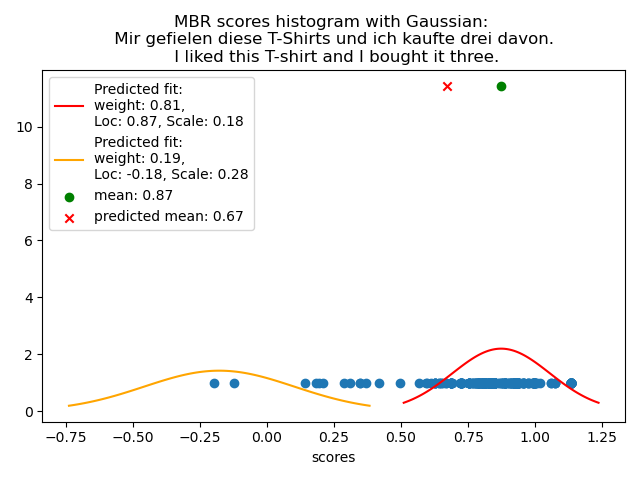 MBR scores histogram with Gaussian:
Mir gefielen diese T-Shirts und ich kaufte drei davon.
I liked this T-shirt and I bought it three.
Predicted fit:
weight: 0.81,
Loc: 0.87, Scale: 0.18
Predicted fit:
weight: 0.19,
Loc: -0.18, Scale: 0.28
mean: 0.87
predicted mean: 0.67
10
8
6
4
2
0
−0.75 −0.50 −0.25 0.00 0.25 0.50 0.75 1.00 1.25
scores